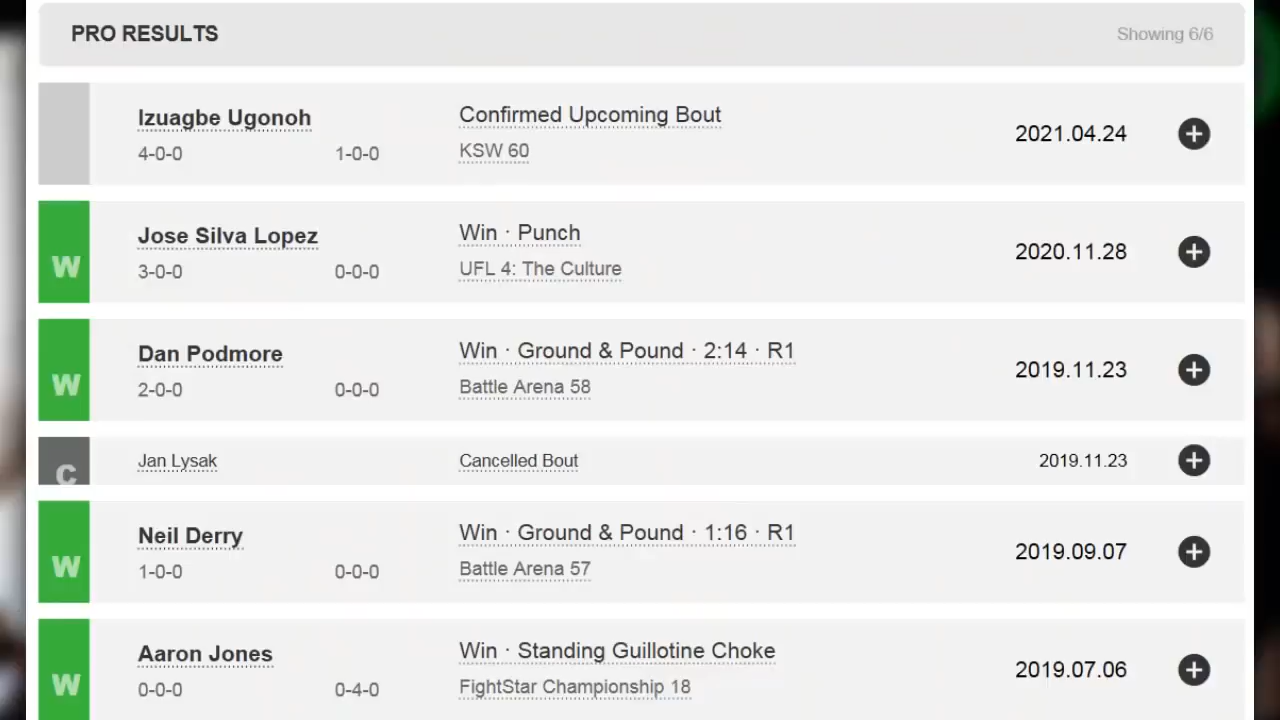 PRO RESULTS Showing 6/6
Izuagbe Ugonoh Confirmed Upcoming Bout 2021.04.24
4-0-0 1-0-0 KSW 60
W Jose Silva Lopez Win · Punch 2020.11.28
3-0-0 0-0-0 UFL 4: The Culture
W Dan Podmore Win · Ground & Pound · 2:14 · R1 2019.11.23
2-0-0 0-0-0 Battle Arena 58
C Jan Lysak Cancelled Bout 2019.11.23
W Neil Derry Win · Ground & Pound · 1:16 · R1 2019.09.07
1-0-0 0-0-0 Battle Arena 57
W Aaron Jones Win · Standing Guillotine Choke 2019.07.06
0-0-0 0-4-0 FightStar Championship 18